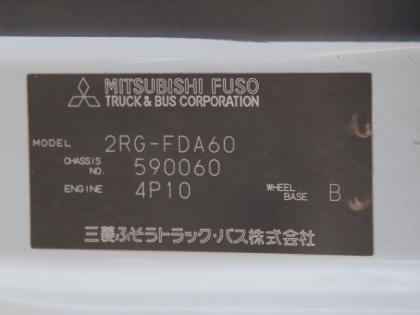 MITSUBISHI FUSO
TRUCK & BUS CORPORATION
MODEL 2RG-FDA60
CHASSIS NO. 590060
ENGINE 4P10 WHEEL BASE B
三菱ふそうトラック・バス株式会社